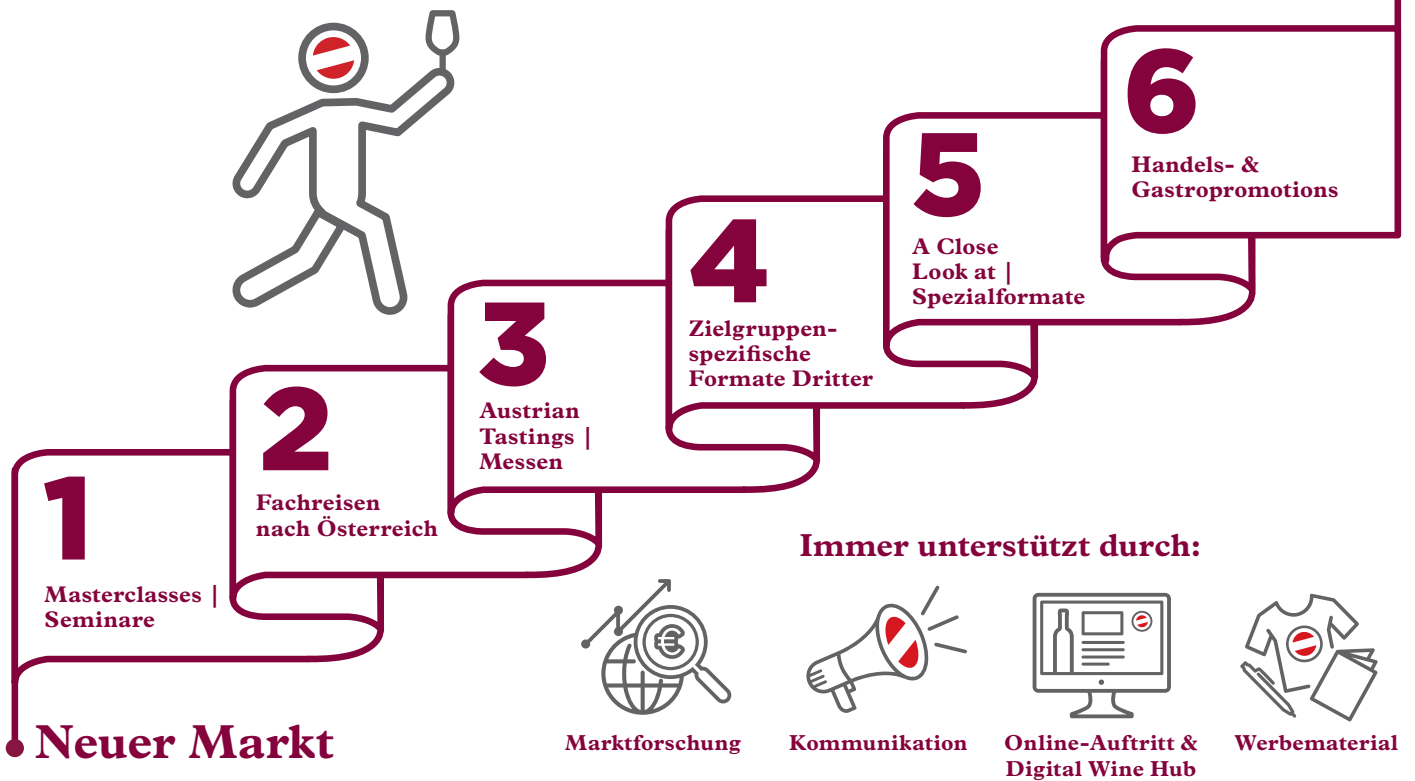 1
Masterclasses |
Seminare
2
Fachreisen
nach Österreich
3
Austrian
Tastings |
Messen
4
Zielgruppen-
spezifische
Formate Dritter
5
A Close
Look at |
Spezialformate
6
Handels- &
Gastropromotions
Neuer Markt
Immer unterstützt durch:
Marktforschung
Kommunikation
Online-Auftritt &
Digital Wine Hub
Werbematerial
€